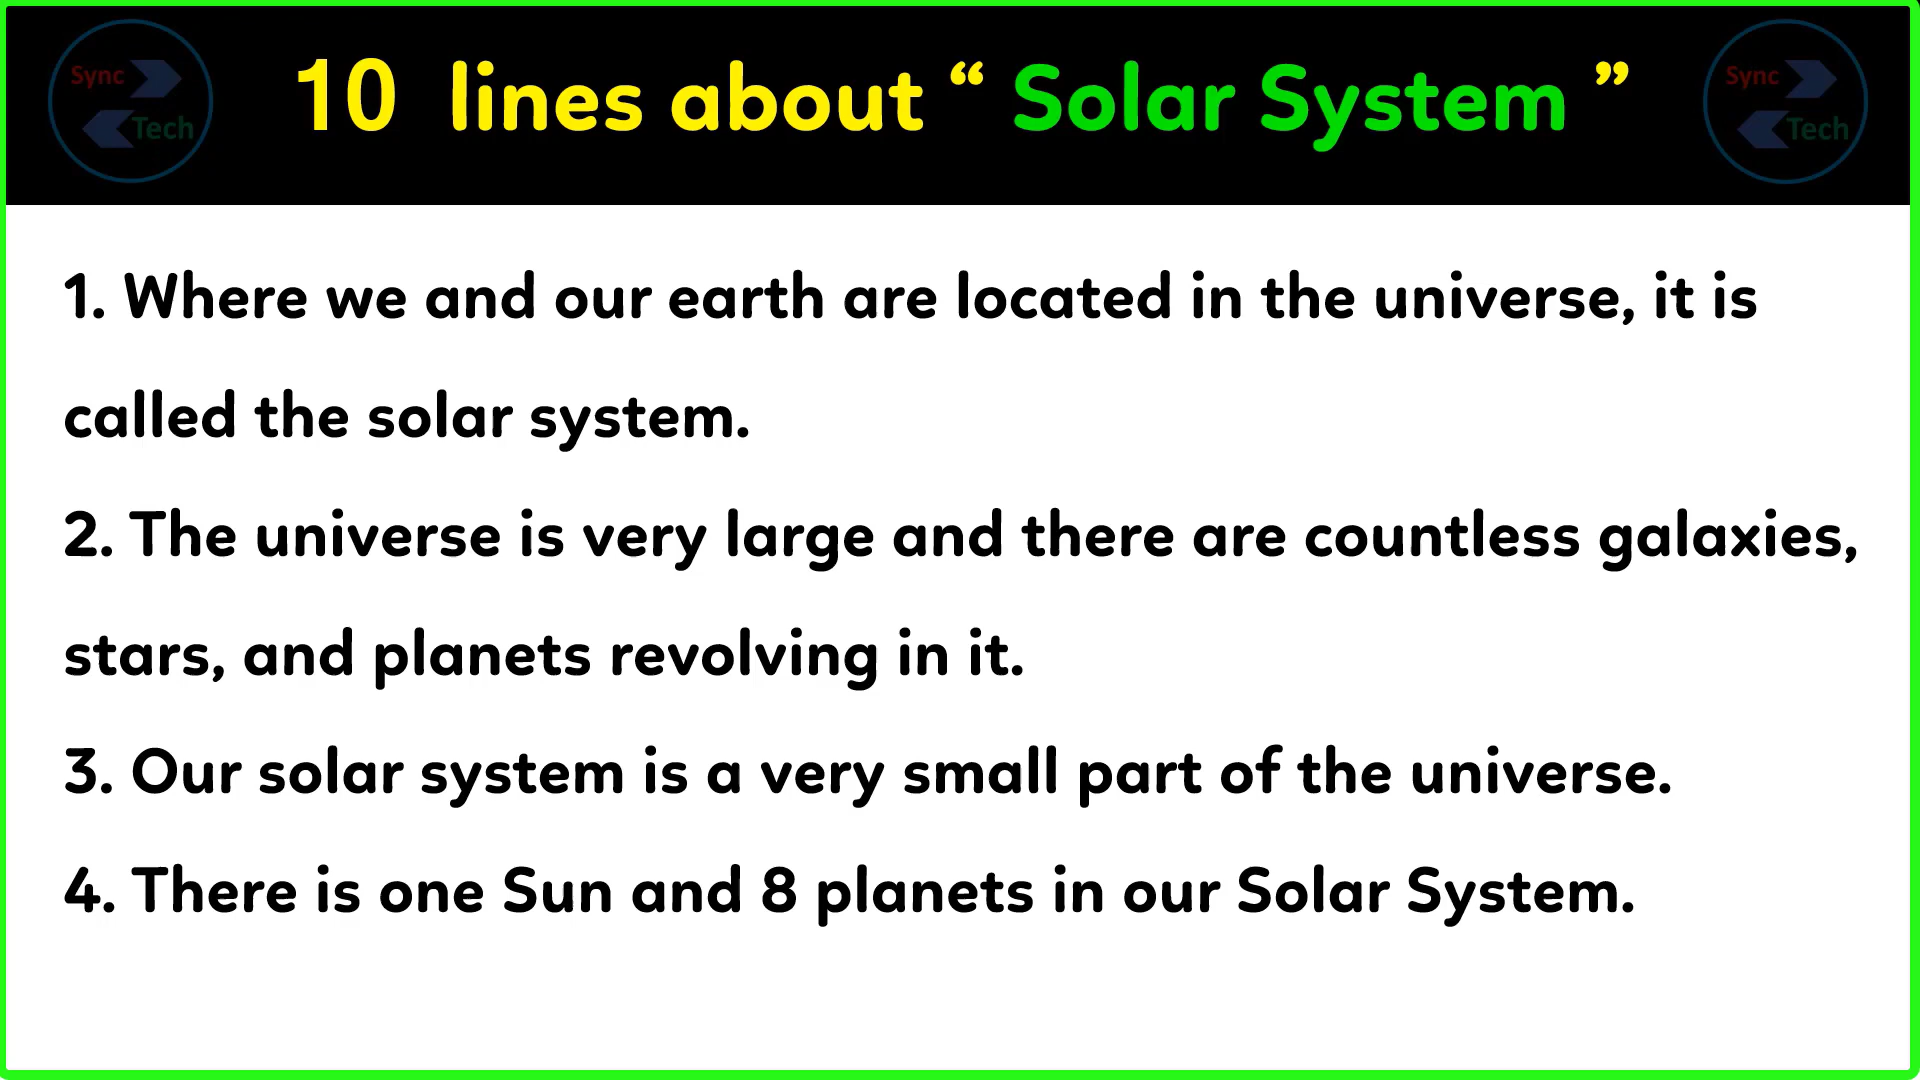 Sync
Tech
10 lines about “ Solar System ”
Sync
Tech
1. Where we and our earth are located in the universe, it is
called the solar system.
2. The universe is very large and there are countless galaxies,
stars, and planets revolving in it.
3. Our solar system is a very small part of the universe.
4. There is one Sun and 8 planets in our Solar System.